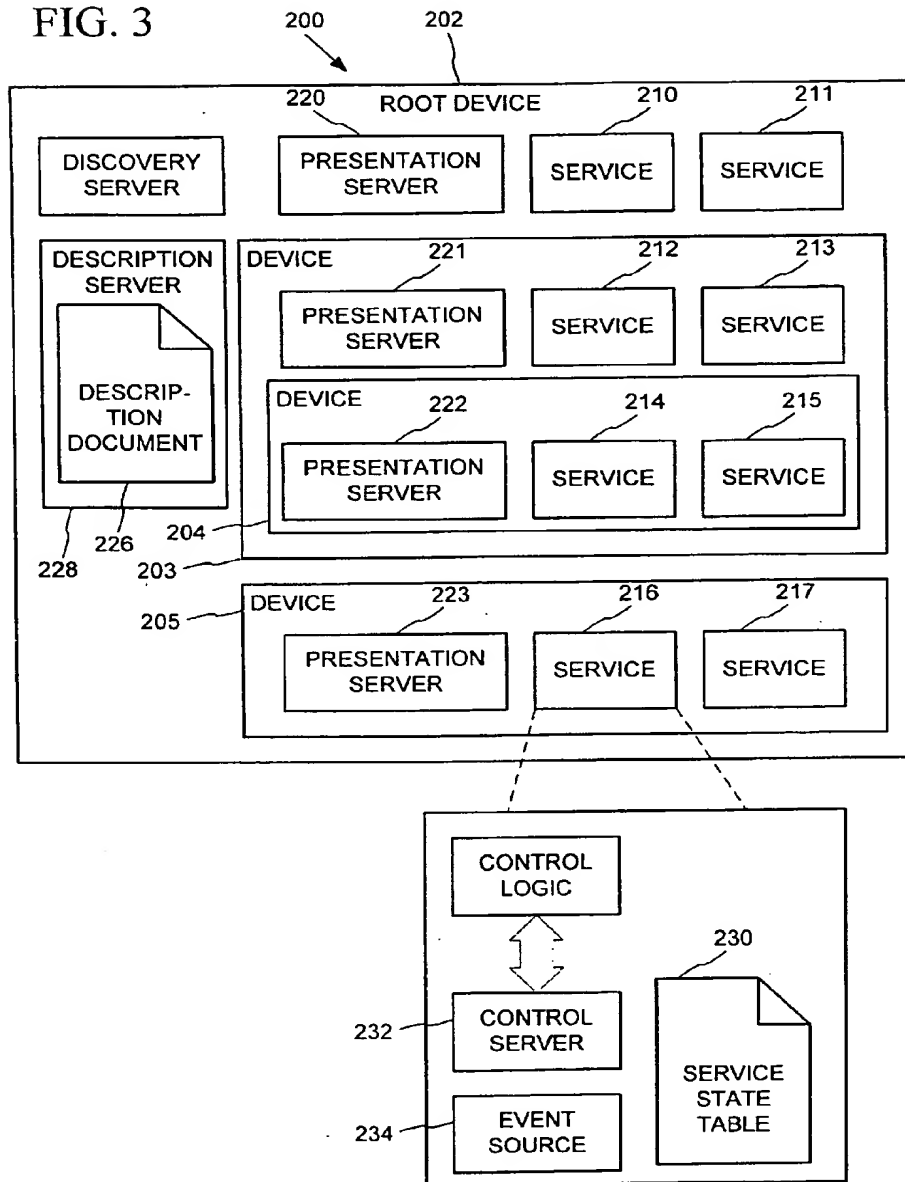 FIG. 3
200
202
ROOT DEVICE
220
210
211
DISCOVERY
SERVER
PRESENTATION
SERVER
SERVICE
SERVICE
DESCRIPTION
SERVER
DESCRIP-
TION
DOCUMENT
226
228
DEVICE
221
212
213
PRESENTATION
SERVER
SERVICE
SERVICE
DEVICE
222
214
215
PRESENTATION
SERVER
SERVICE
SERVICE
204
203
205
DEVICE
223
216
217
PRESENTATION
SERVER
SERVICE
SERVICE
CONTROL
LOGIC
230
232
CONTROL
SERVER
SERVICE
STATE
TABLE
234
EVENT
SOURCE